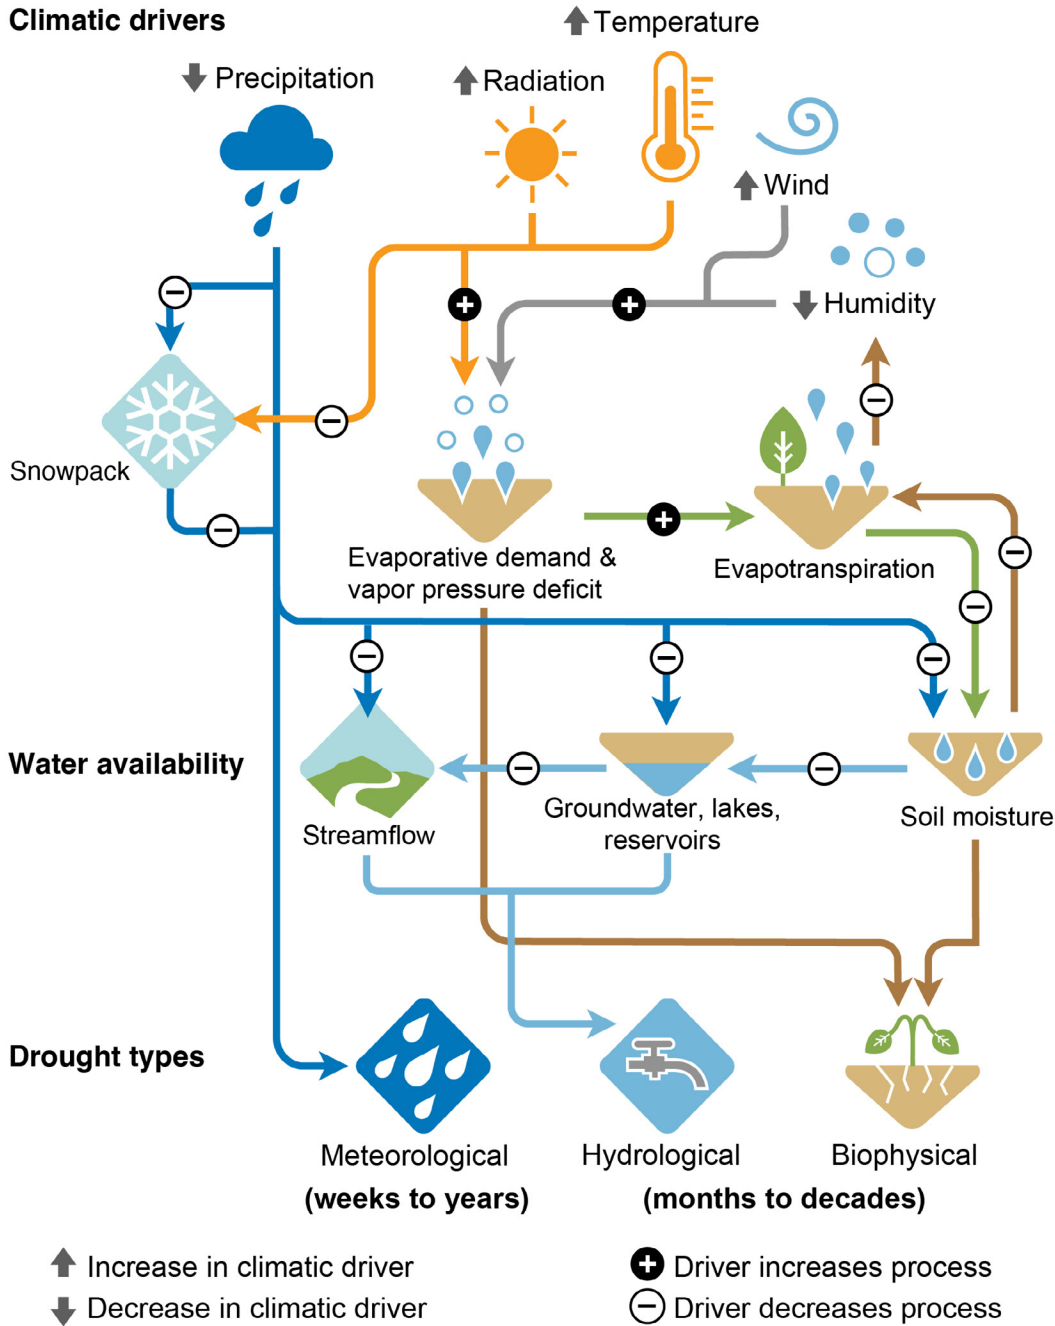 Climatic drivers
Temperature
Precipitation
Radiation
Wind
Humidity
Snowpack
Evaporative demand &
vapor pressure deficit
Evapotranspiration
Water availability
Streamflow
Groundwater, lakes,
reservoirs
Soil moisture
Drought types
Meteorological
(weeks to years)
Hydrological
Biophysical
(months to decades)
Increase in climatic driver
Decrease in climatic driver
Driver increases process
Driver decreases process